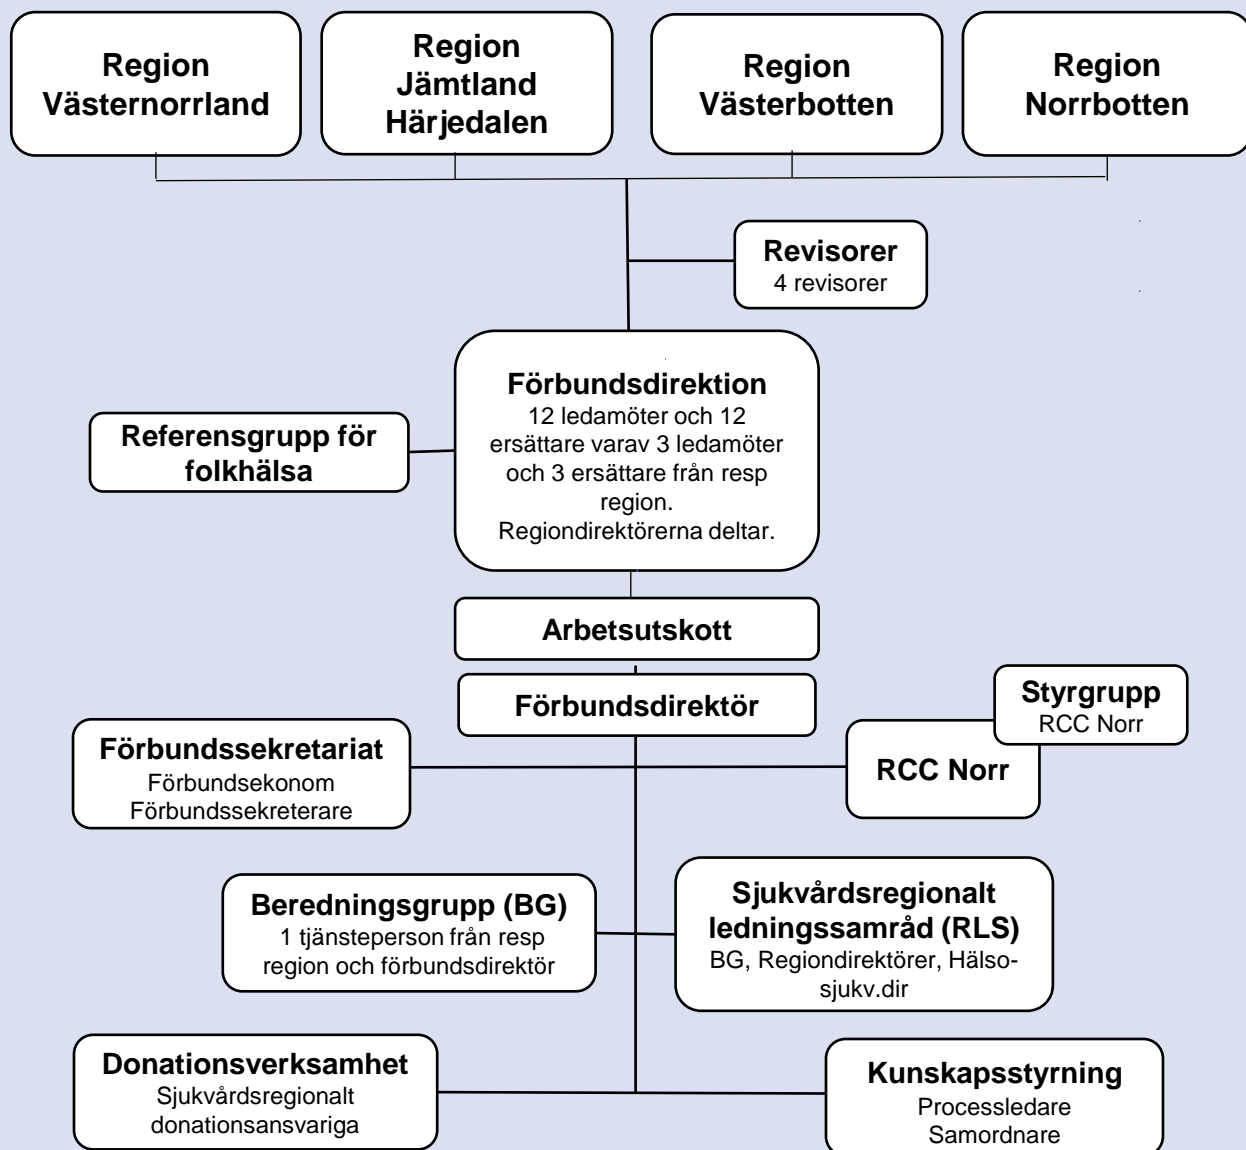 Region
Västernorrland
Region
Jämtland
Härjedalen
Region
Västerbotten
Region
Norrbotten
Revisorer
4 revisorer
Förbundsdirektion
12 ledamöter och 12
ersättare varav 3 ledamöter
och 3 ersättare från resp
region.
Regiondirektörerna deltar.
Referensgrupp för
folkhälsa
Arbetsutskott
Förbundsdirektör
Styrgrupp
RCC Norr
Förbundssekretariat
Förbundsekonom
Förbundssekreterare
RCC Norr
Beredningsgrupp (BG)
1 tjänsteperson från resp
region och förbundsdirektör
Sjukvårdsregionalt
ledningssamråd (RLS)
BG, Regiondirektörer, Hälso-
sjukv.dir
Donationsverksamhet
Sjukvårdsregionalt
donationsansvariga
Kunskapsstyrning
Processledare
Samordnare